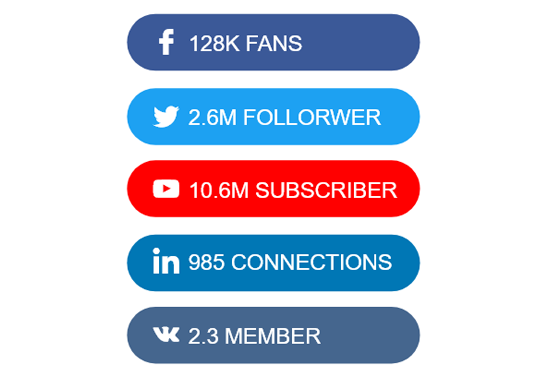 128K FANS
2.6M FOLLORWER
10.6M SUBSCRIBER
985 CONNECTIONS
2.3 MEMBER